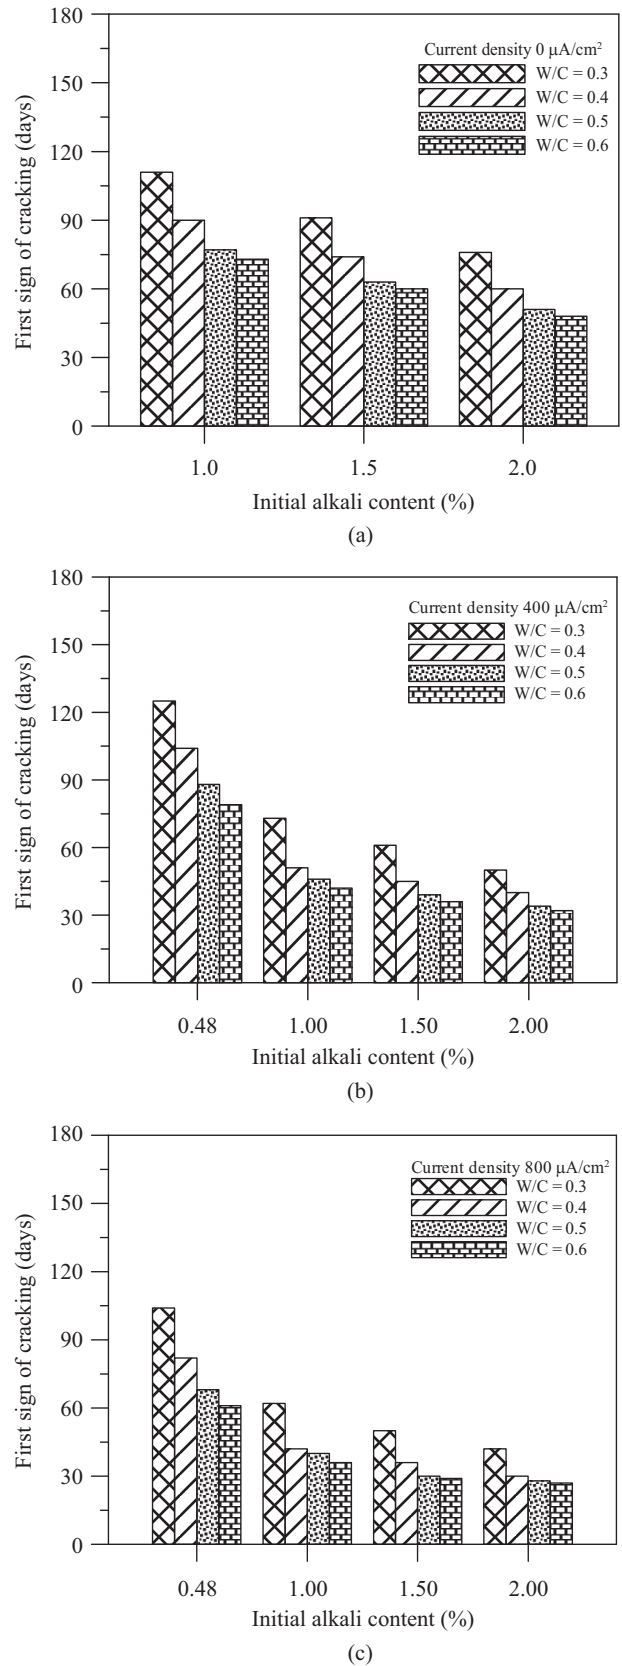 180
150
120
90
60
30
0
First sign of cracking (days)
Current density 0 μA/cm²
W/C = 0.3
W/C = 0.4
W/C = 0.5
W/C = 0.6
1.0 1.5 2.0
Initial alkali content (%)
(a)
180
150
120
90
60
30
0
First sign of cracking (days)
Current density 400 μA/cm²
W/C = 0.3
W/C = 0.4
W/C = 0.5
W/C = 0.6
0.48 1.00 1.50 2.00
Initial alkali content (%)
(b)
180
150
120
90
60
30
0
First sign of cracking (days)
Current density 800 μA/cm²
W/C = 0.3
W/C = 0.4
W/C = 0.5
W/C = 0.6
0.48 1.00 1.50 2.00
Initial alkali content (%)
(c)